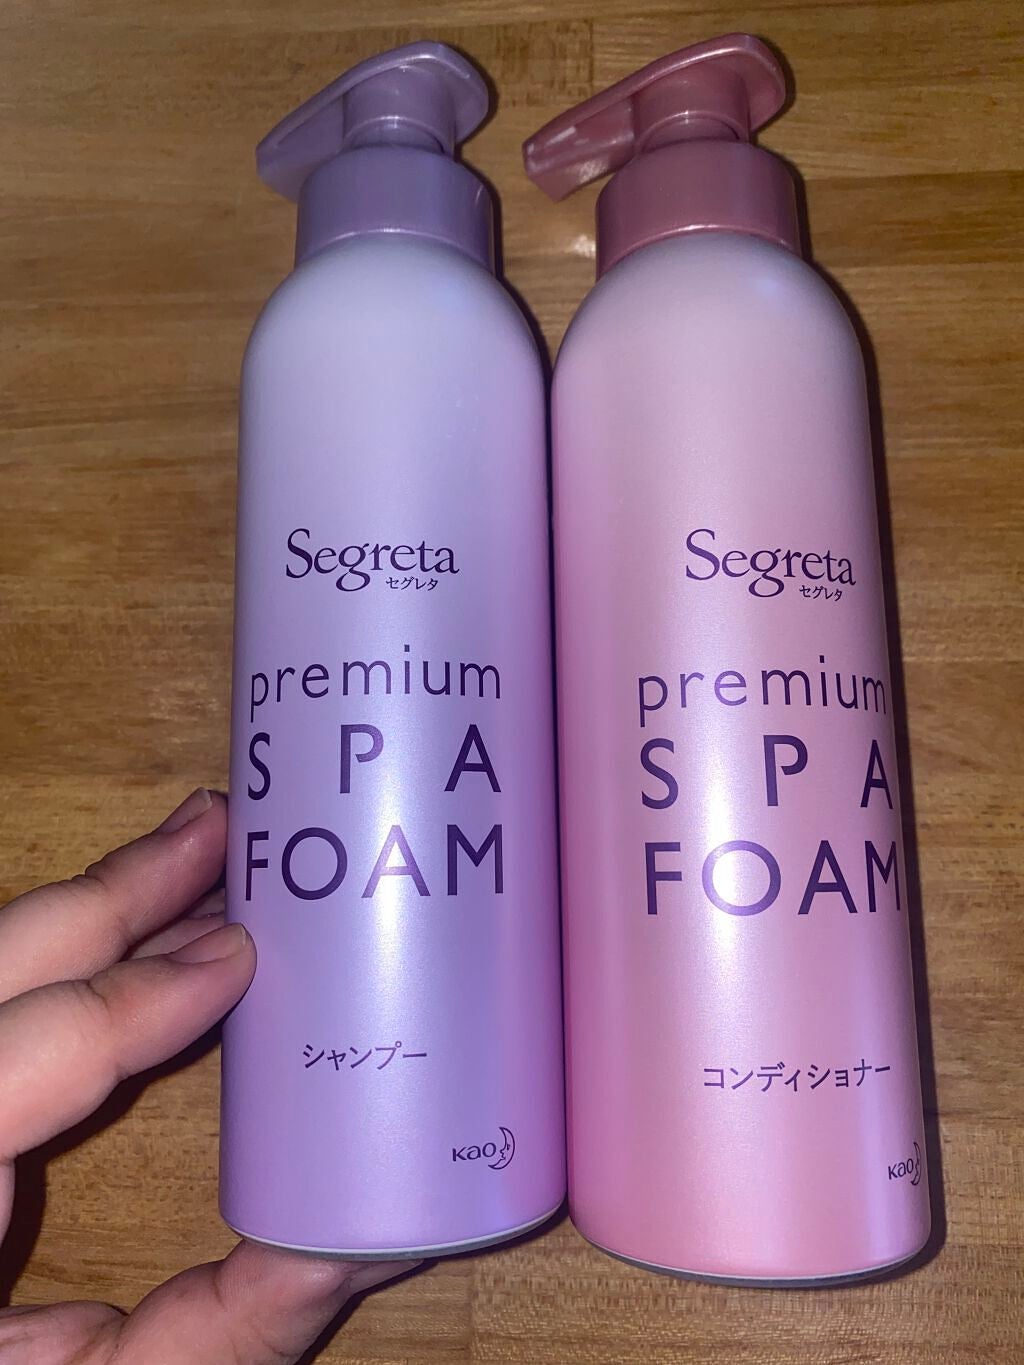 Segreta
セグレタ
premium
SPA
FOAM
シャンプー
Kao
Segreta
セグレタ
premium
SPA
FOAM
コンディショナー
Kao